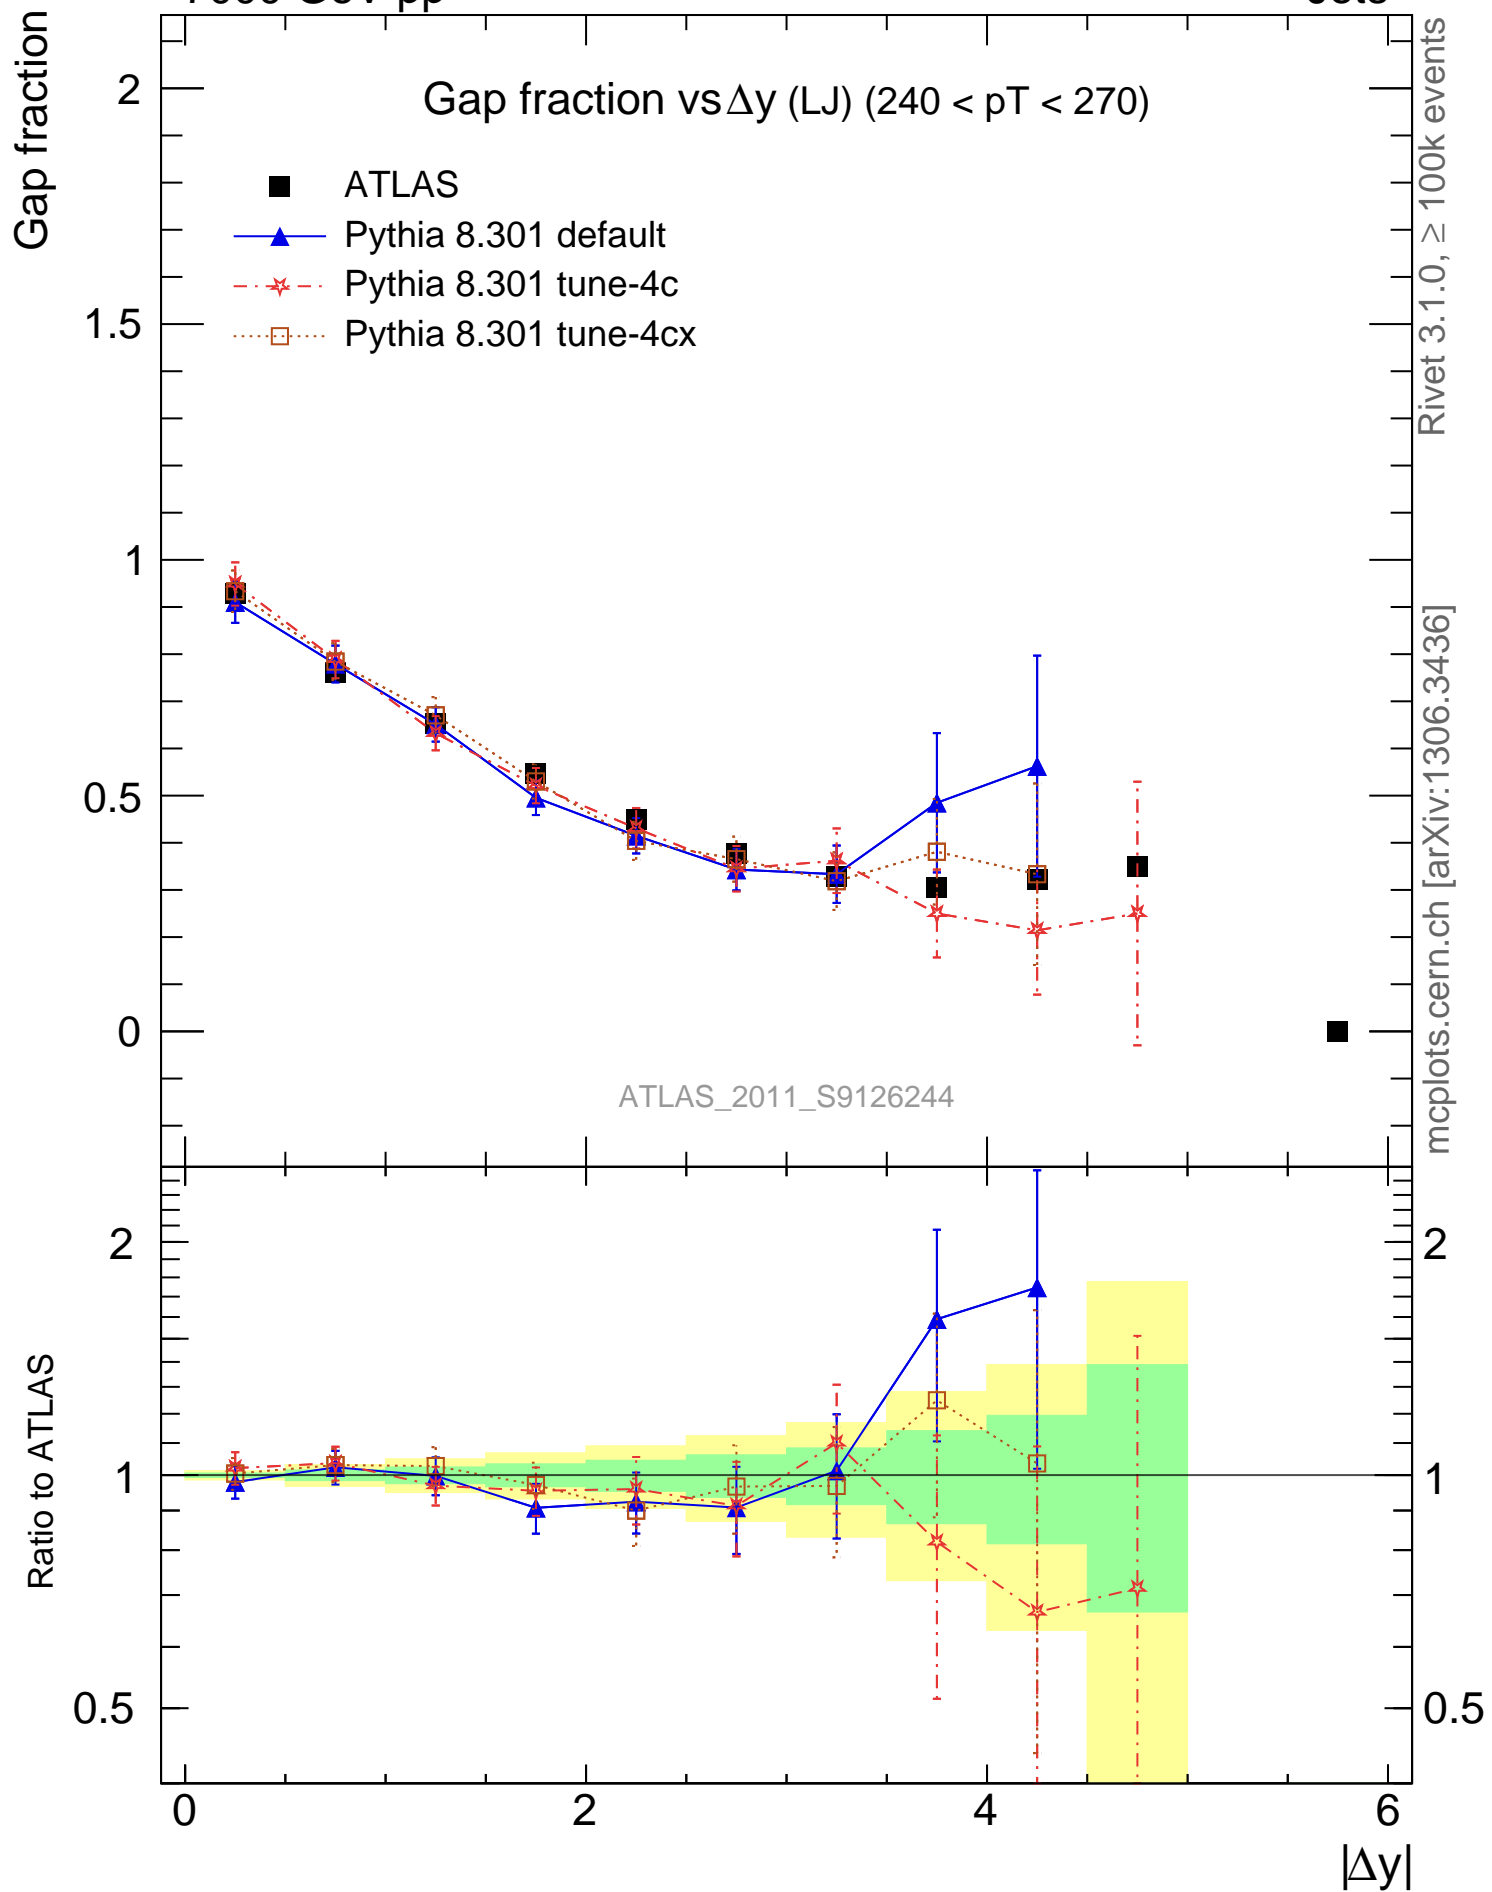 Gap fraction
Gap fraction vs Δy (LJ) (240 < pT < 270)
ATLAS
Pythia 8.301 default
Pythia 8.301 tune-4c
Pythia 8.301 tune-4cx
2
1.5
1
0.5
0
ATLAS_2011_S9126244
Rivet 3.1.0, ≥ 100k events
mcplots.cern.ch [arXiv:1306.3436]
Ratio to ATLAS
2
1
0.5
2
1
0.5
0
2
4
6
|Δy|